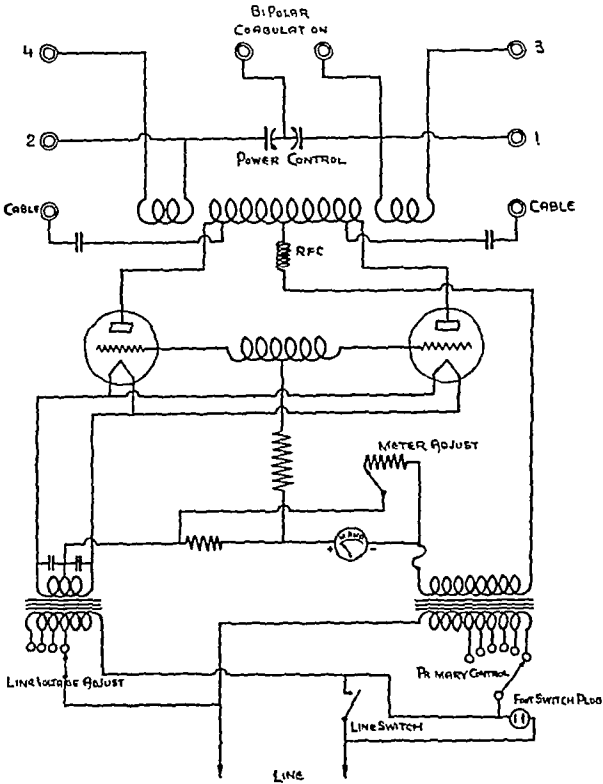 BIPOLAR
COAGULATION
4
3
2
1
POWER CONTROL
CABLE
CABLE
RFC
METER ADJUST
+
-
PRIMARY CONTROL
LINE VOLTAGE ADJUST
FOOT SWITCH PLUG
LINE SWITCH
LINE